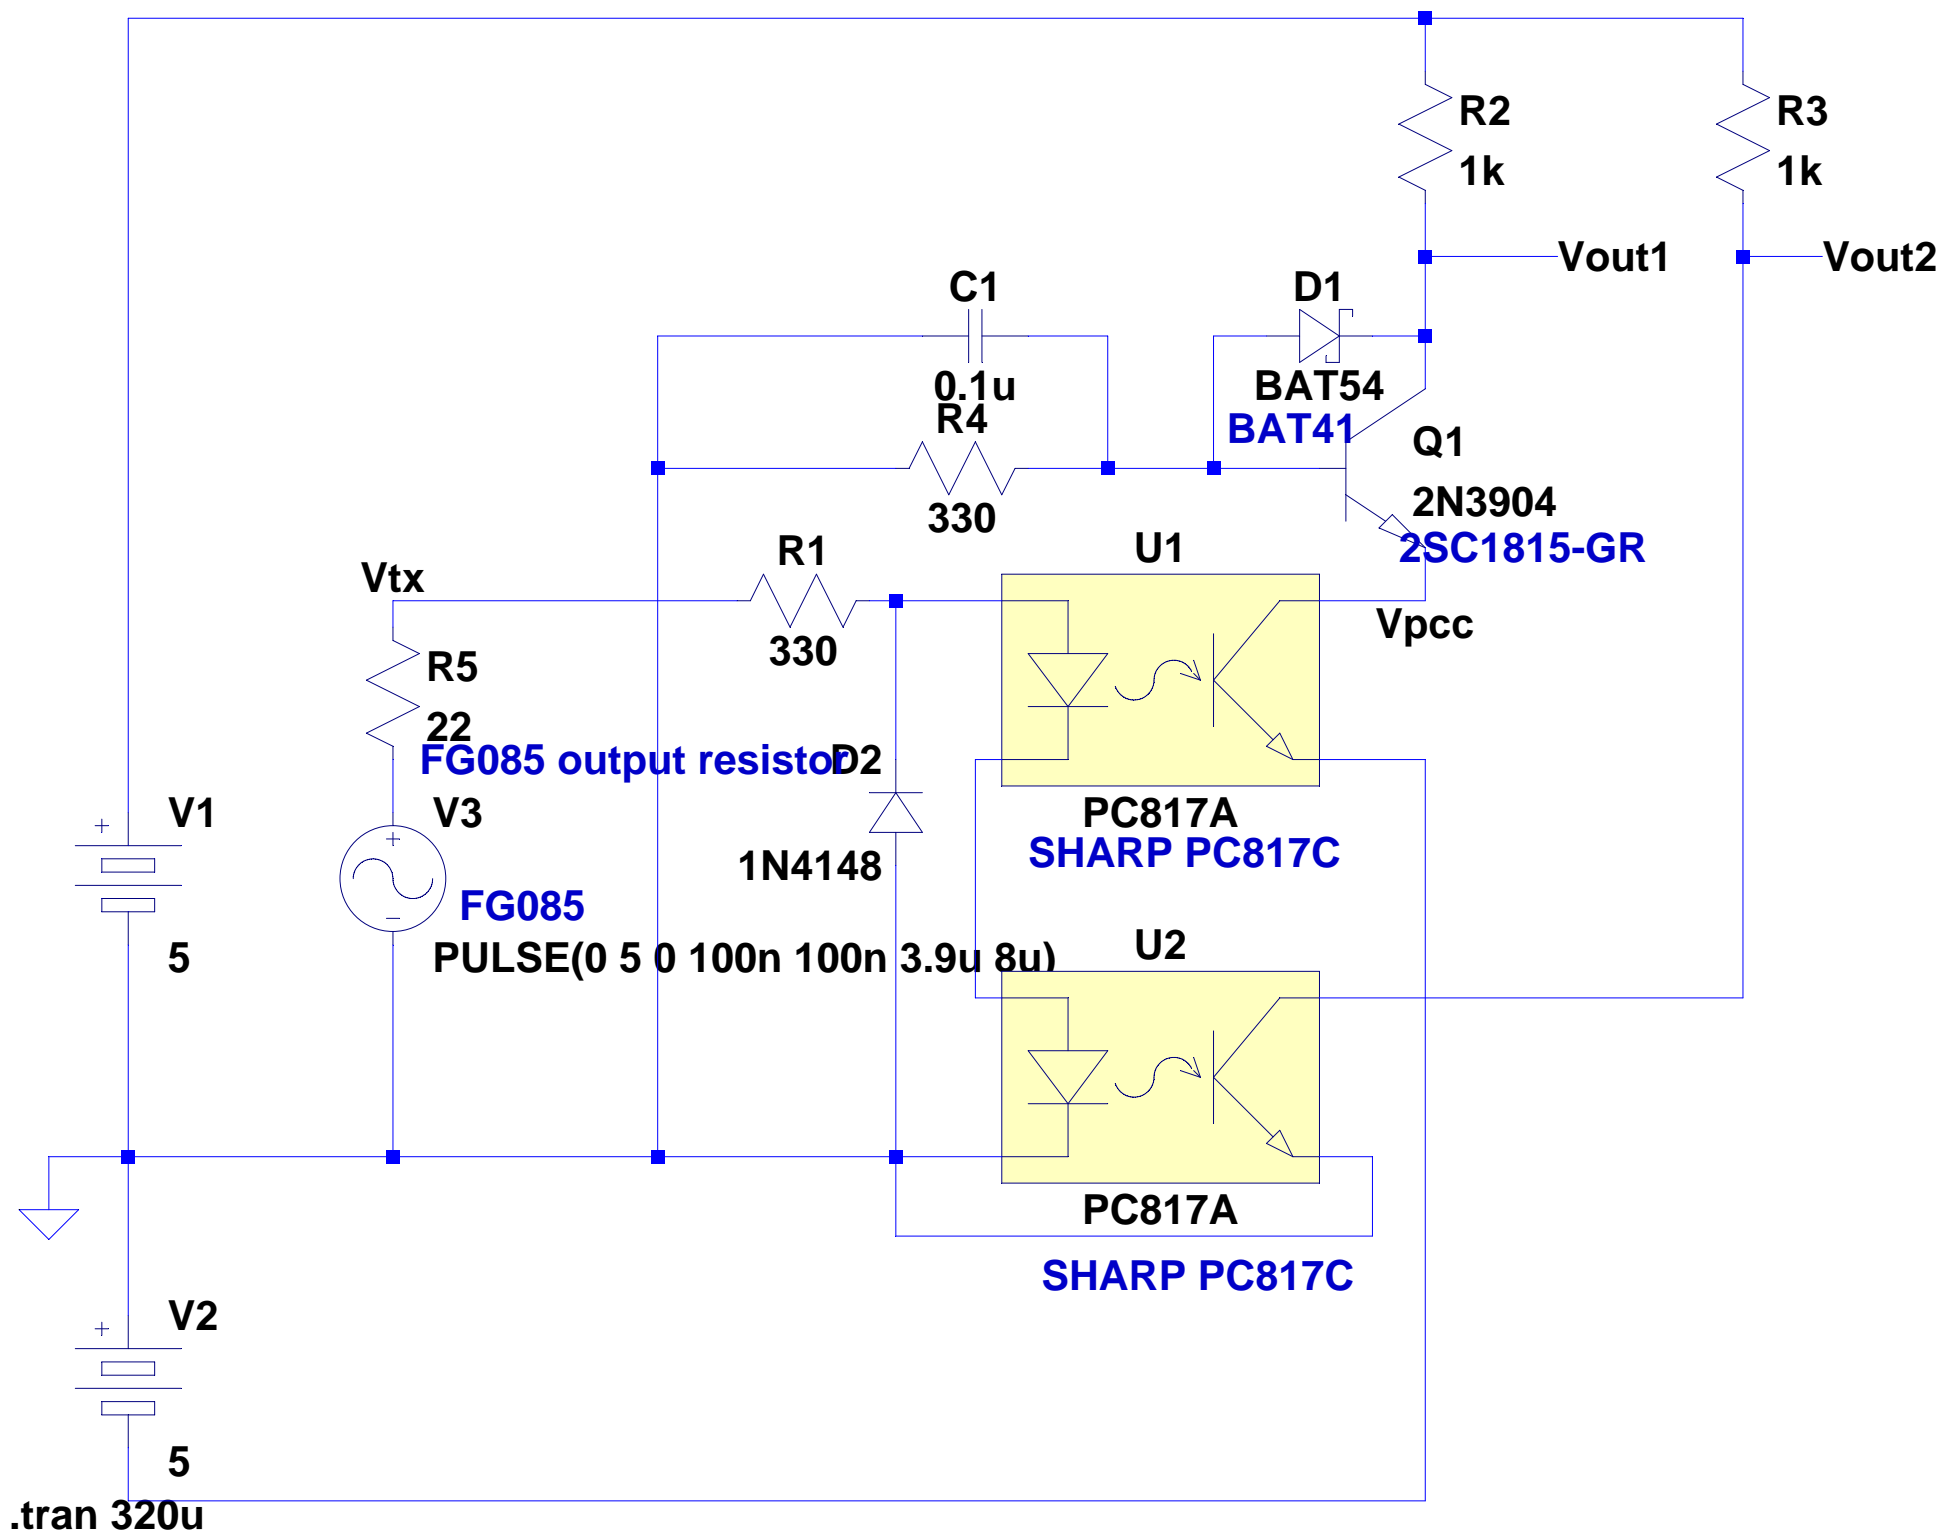 R2
1k
R3
1k
Vout1
Vout2
C1
0.1u
D1
BAT54
BAT41
R4
330
Q1
2N3904
2SC1815-GR
R1
330
Vtx
U1
Vpcc
R5
22
FG085 output resistor
D2
1N4148
PC817A
SHARP PC817C
V1
+
5
V3
+
−
FG085
PULSE(0 5 0 100n 100n 3.9u 8u)
U2
PC817A
SHARP PC817C
V2
+
5
.tran 320u